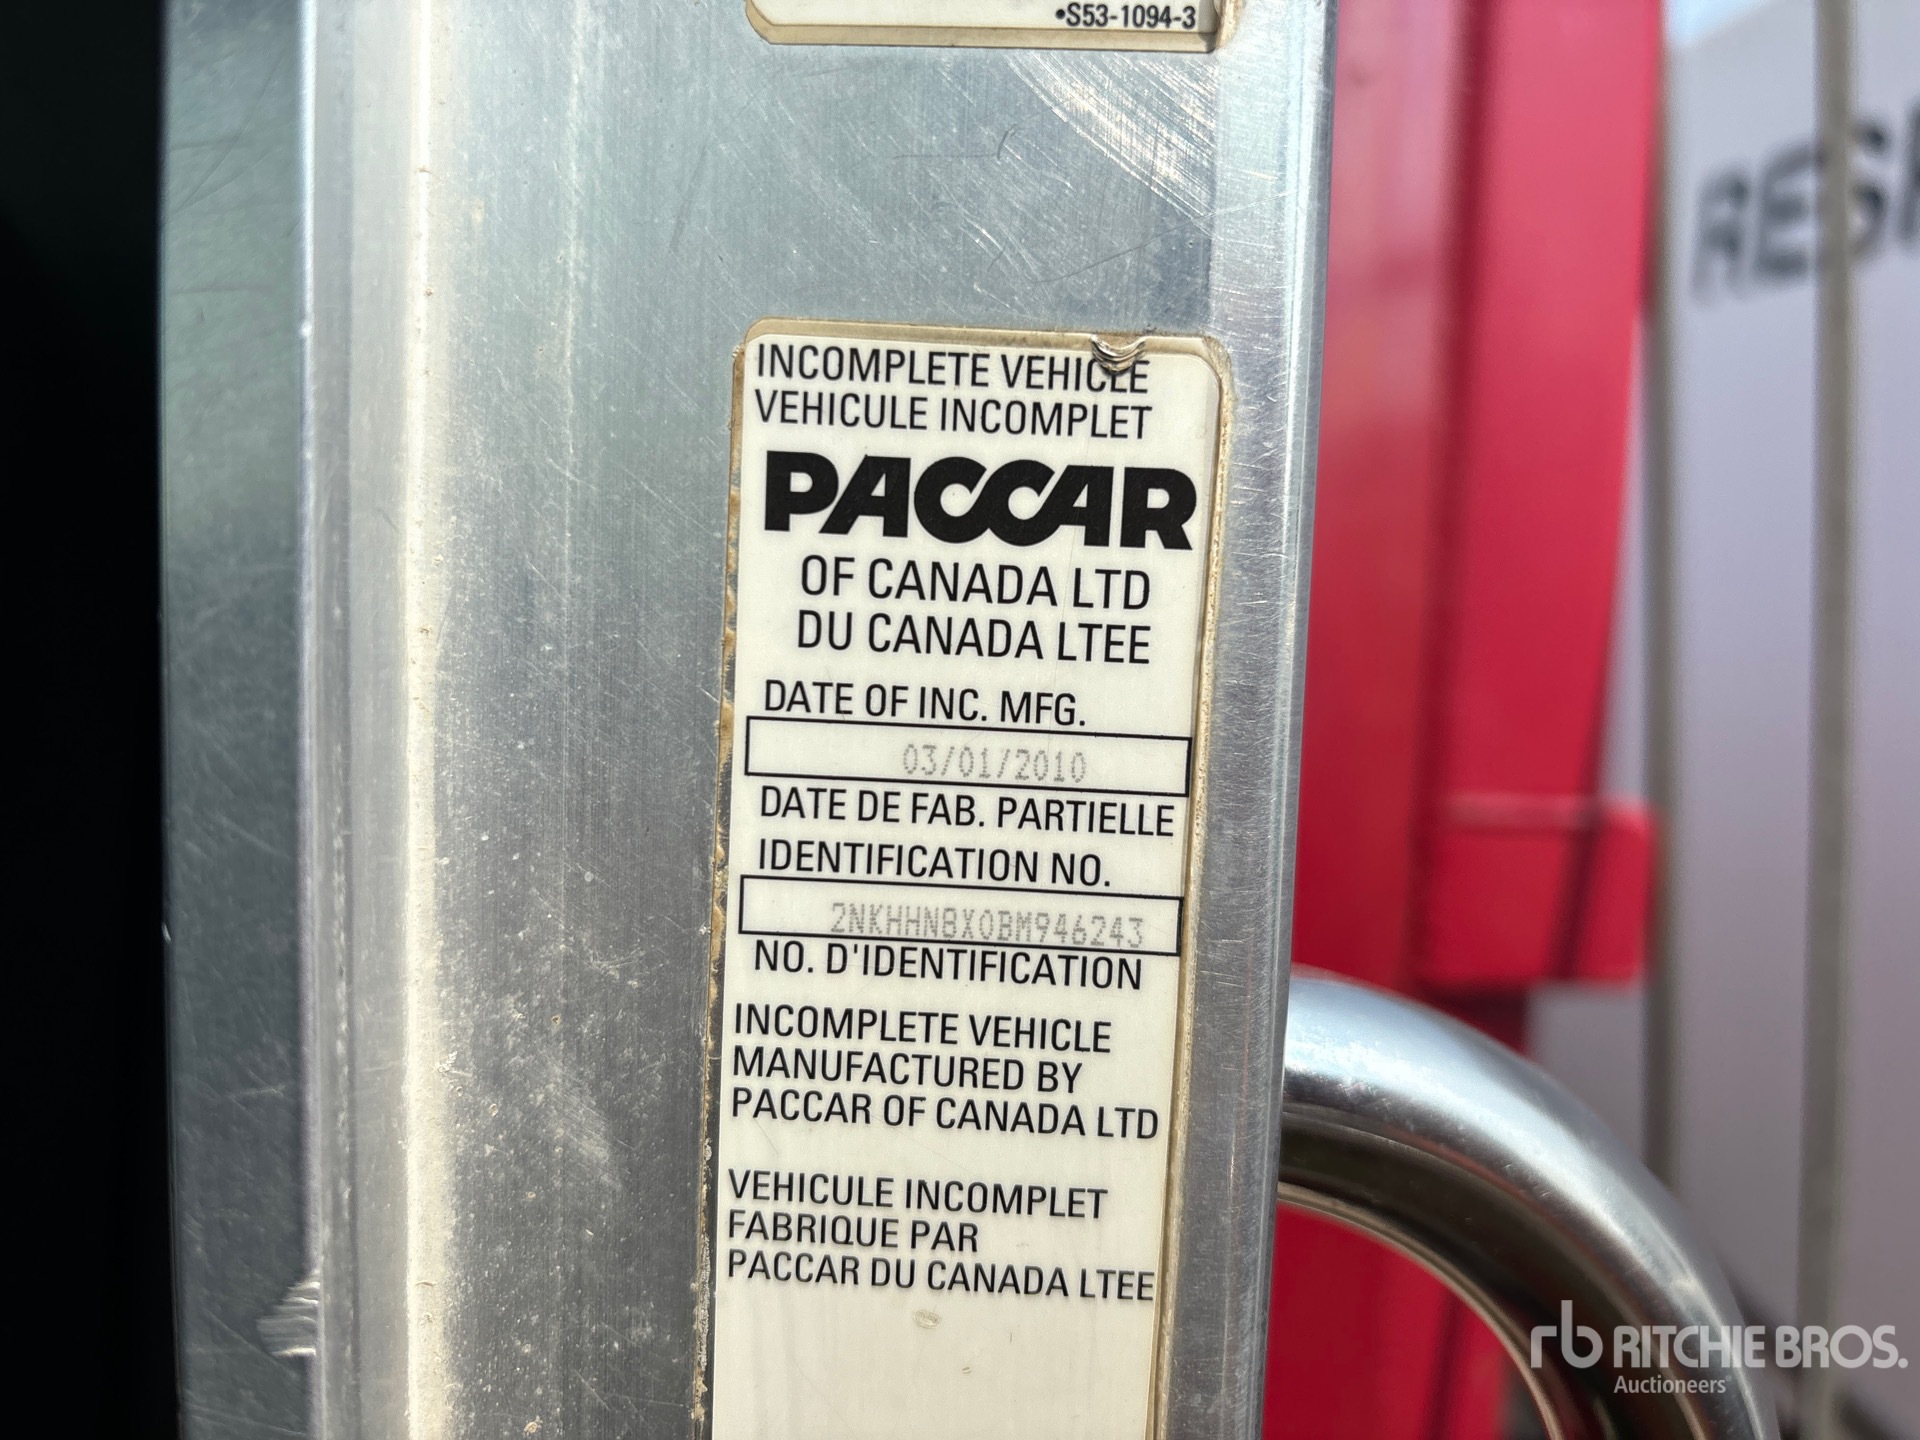 •S53-1094-3
INCOMPLETE VEHICLE
VEHICULE INCOMPLET
PACCAR
OF CANADA LTD
DU CANADA LTEE
DATE OF INC. MFG.
03/01/2010
DATE DE FAB. PARTIELLE
IDENTIFICATION NO.
2NKHHN8X0BM946243
NO. D'IDENTIFICATION
INCOMPLETE VEHICLE
MANUFACTURED BY
PACCAR OF CANADA LTD
VEHICULE INCOMPLET
FABRIQUE PAR
PACCAR DU CANADA LTEE
rb RITCHIE BROS.
Auctioneers